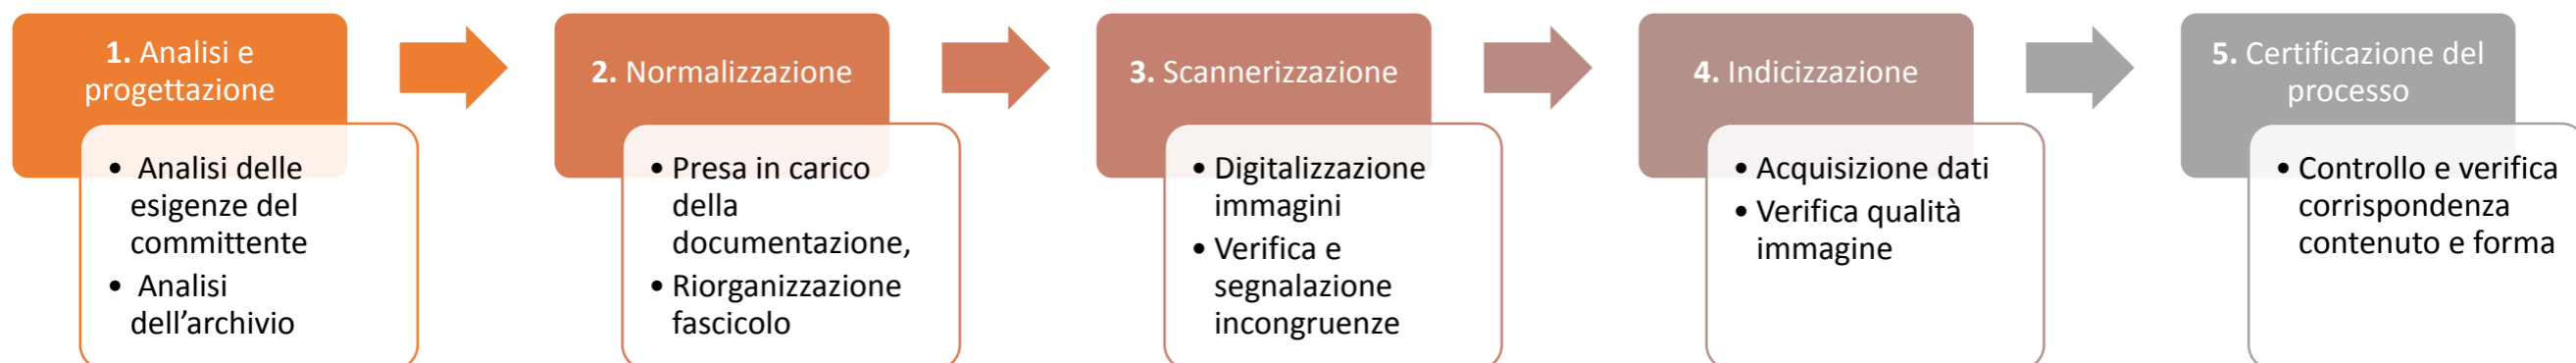 1. Analisi e
progettazione
• Analisi delle
esigenze del
committente
• Analisi
dell’archivio
2. Normalizzazione
• Presa in carico
della
documentazione,
• Riorganizzazione
fascicolo
3. Scannerizzazione
• Digitalizzazione
immagini
• Verifica e
segnalazione
incongruenze
4. Indicizzazione
• Acquisizione dati
• Verifica qualità
immagine
5. Certificazione del
processo
• Controllo e verifica
corrispondenza
contenuto e forma